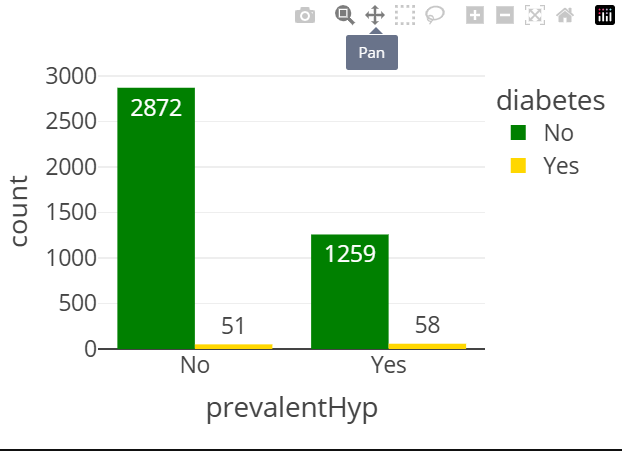 Pan
3000
2500
2000
1500
1000
500
0
count
2872
51
1259
58
No
Yes
prevalentHyp
diabetes
No
Yes